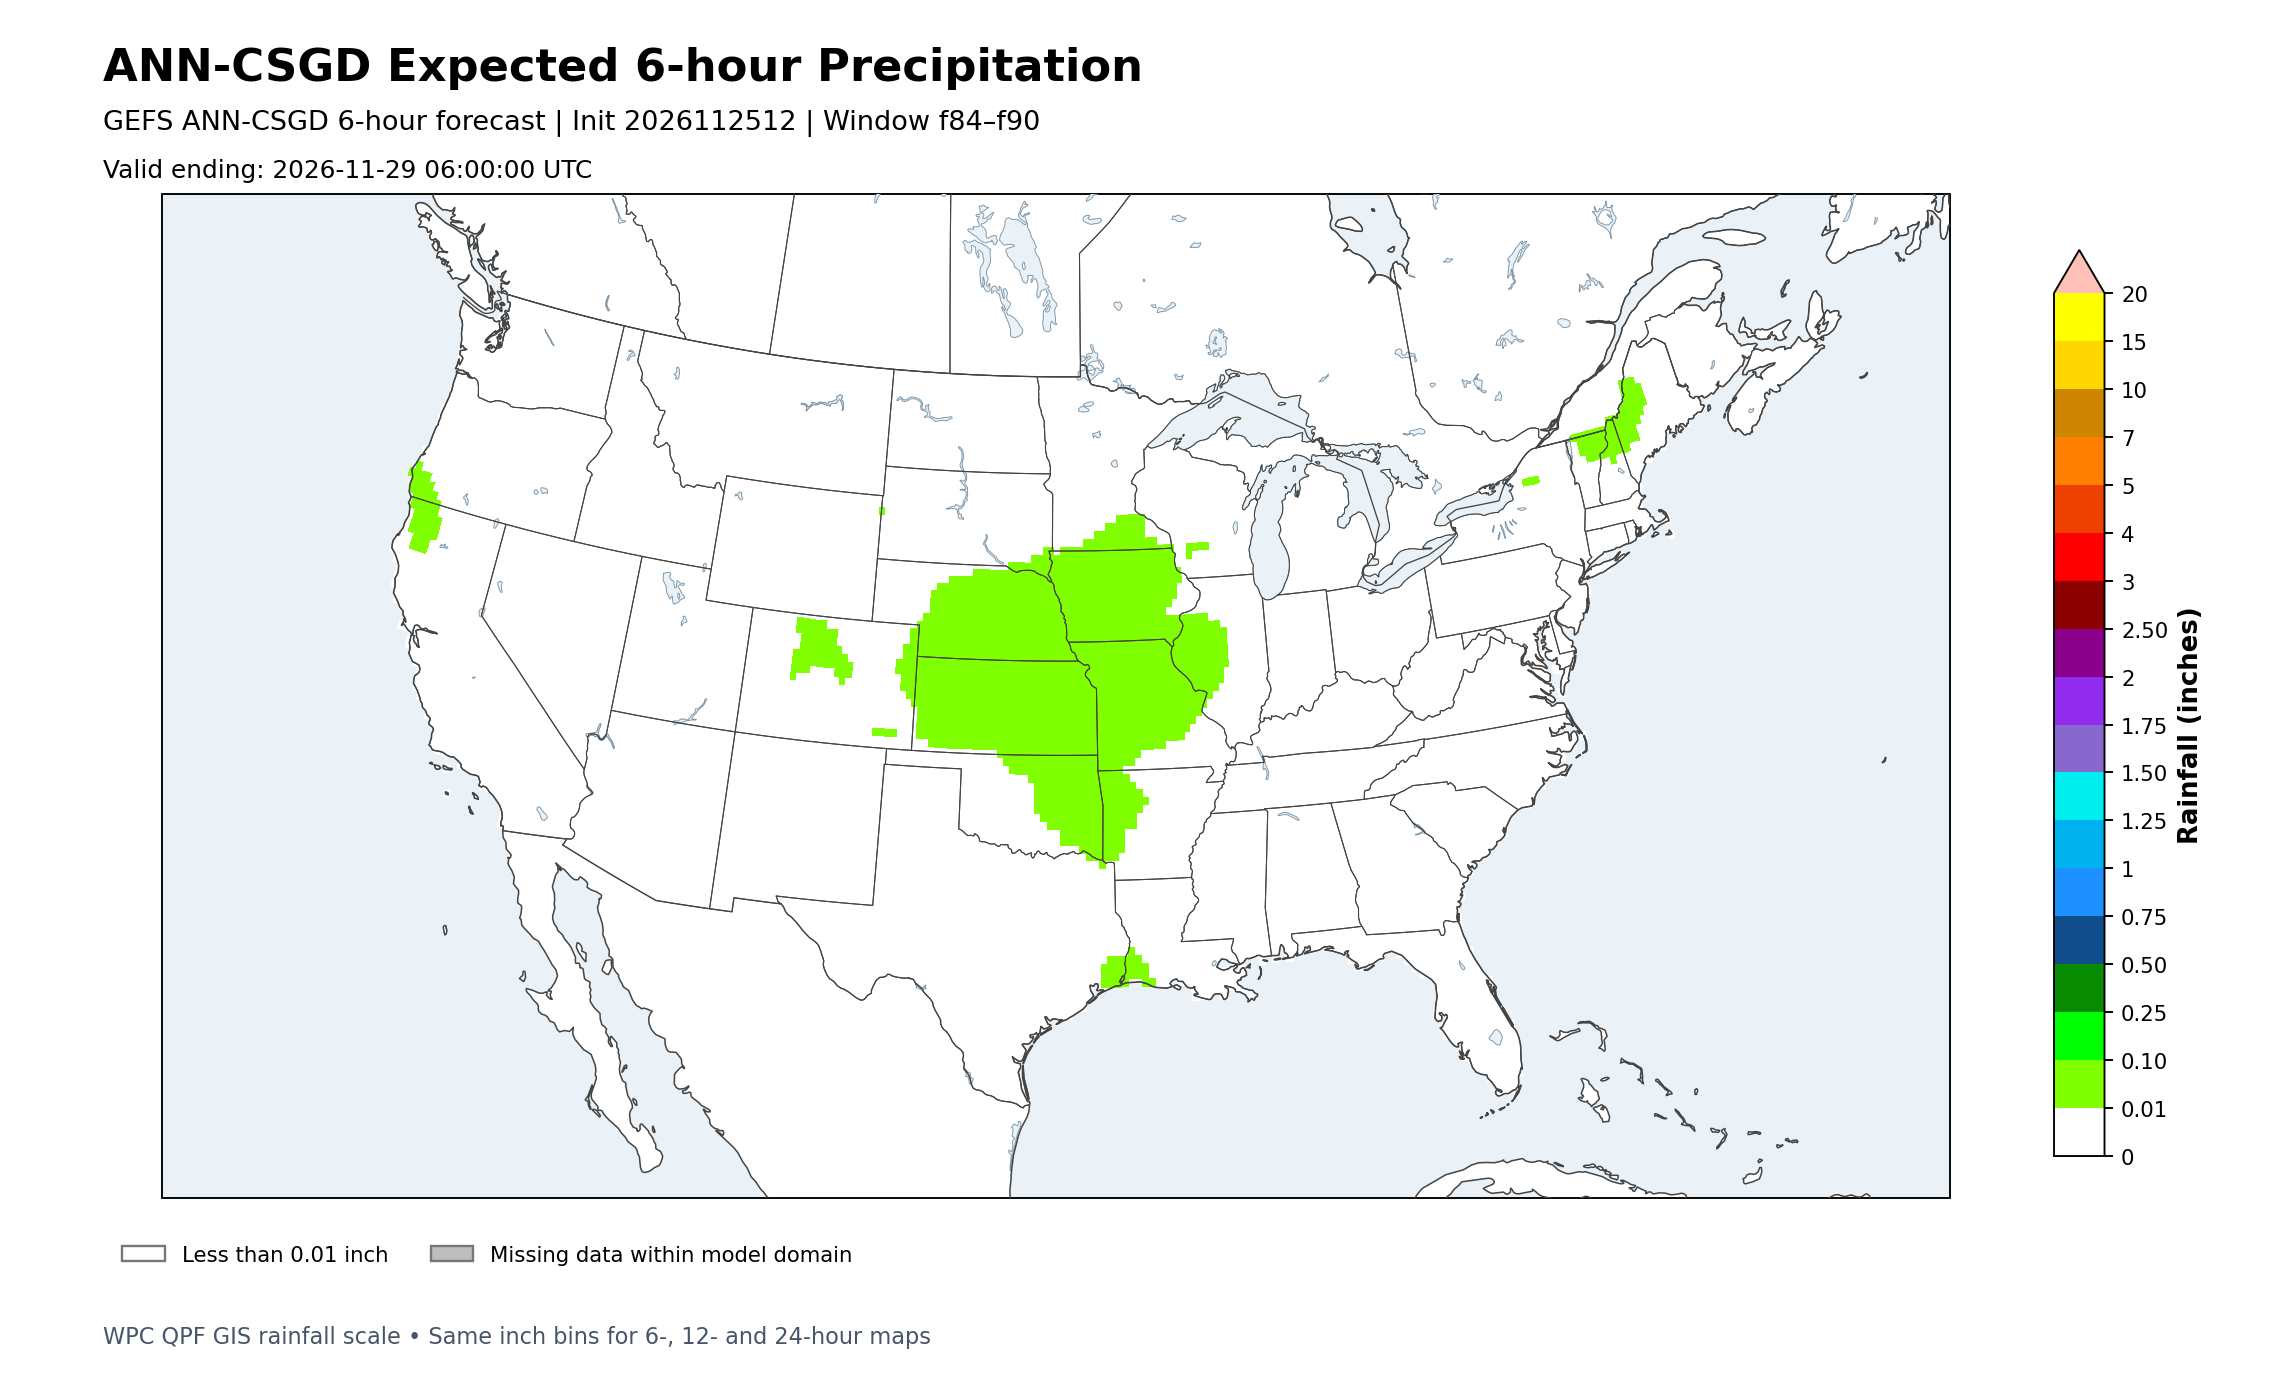 ANN-CSGD Expected 6-hour Precipitation
GEFS ANN-CSGD 6-hour forecast | Init 2026112512 | Window f84–f90
Valid ending: 2026-11-29 06:00:00 UTC
20
15
10
7
5
4
3
2.50
2
1.75
1.50
1.25
1
0.75
0.50
0.25
0.10
0.01
0
Rainfall (inches)
Less than 0.01 inch
Missing data within model domain
WPC QPF GIS rainfall scale • Same inch bins for 6-, 12- and 24-hour maps